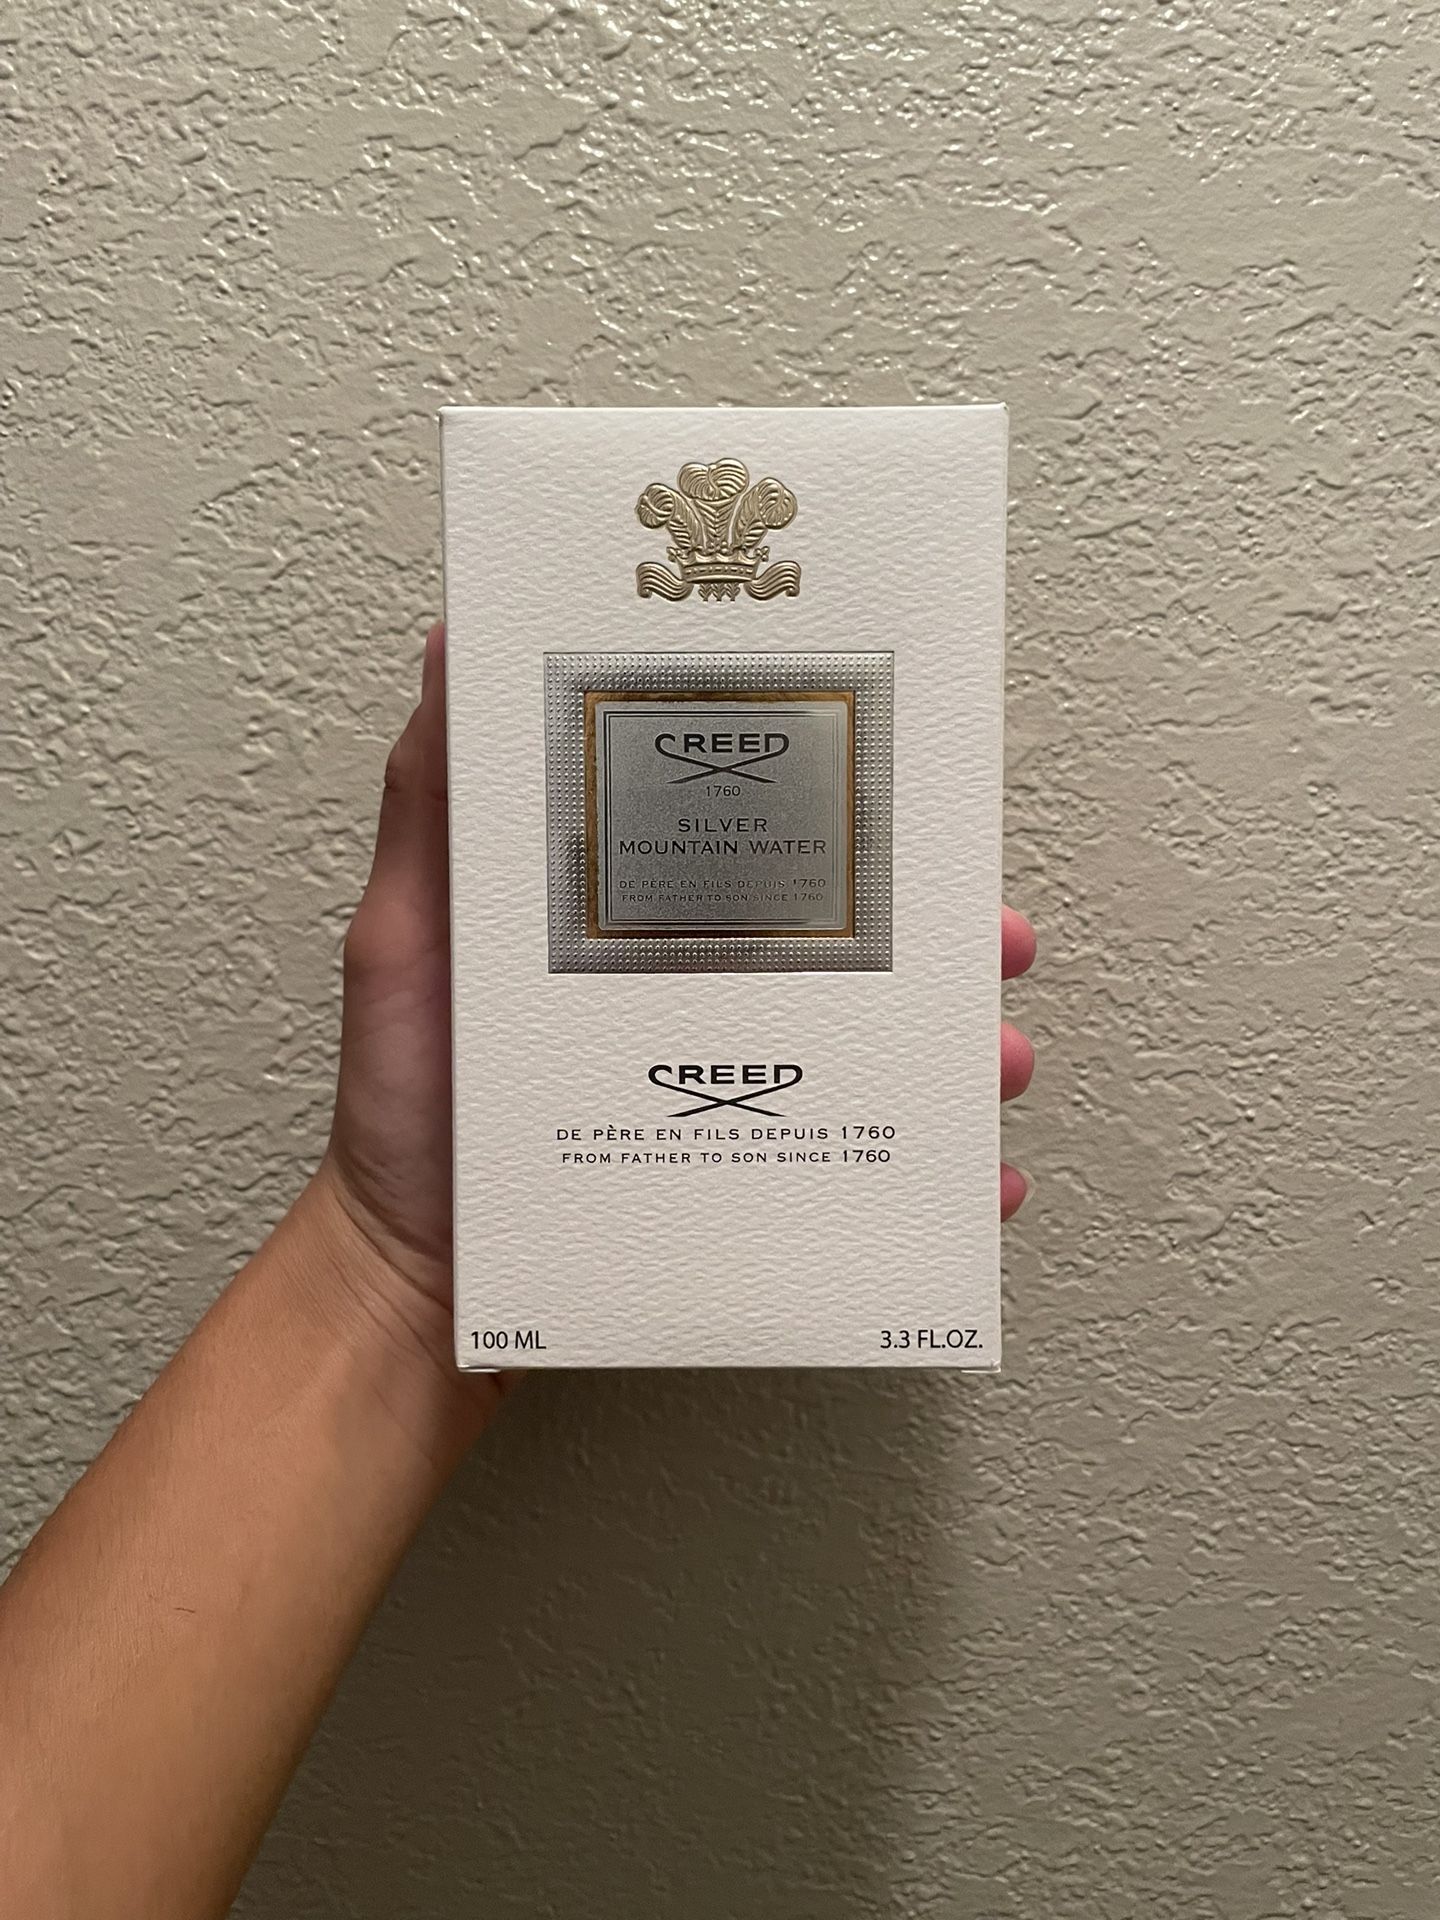 CREED
1760
SILVER
MOUNTAIN WATER
DE PÈRE EN FILS DEPUIS 1760
FROM FATHER TO SON SINCE 1760
CREED
DE PÈRE EN FILS DEPUIS 1760
FROM FATHER TO SON SINCE 1760
100 ML
3.3 FL.OZ.